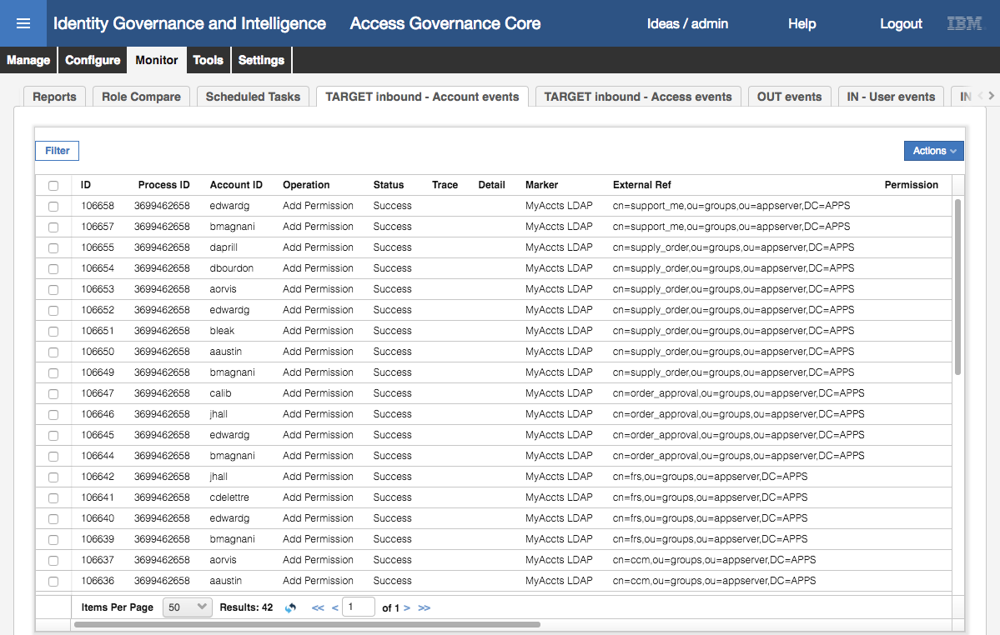 Identity Governance and Intelligence Access Governance Core Ideas / admin Help Logout IBM
Manage Configure Monitor Tools Settings
Reports Role Compare Scheduled Tasks TARGET inbound - Account events TARGET inbound - Access events OUT events IN - User events IN < >
Filter Actions
ID Process ID Account ID Operation Status Trace Detail Marker External Ref Permission
106658 3699462658 edwardg Add Permission Success MyAccts LDAP cn=support_me,ou=groups,ou=appserver,DC=APPS
106657 3699462658 bmagnani Add Permission Success MyAccts LDAP cn=support_me,ou=groups,ou=appserver,DC=APPS
106655 3699462658 daprill Add Permission Success MyAccts LDAP cn=supply_order,ou=groups,ou=appserver,DC=APPS
106654 3699462658 dbourdon Add Permission Success MyAccts LDAP cn=supply_order,ou=groups,ou=appserver,DC=APPS
106653 3699462658 aorvis Add Permission Success MyAccts LDAP cn=supply_order,ou=groups,ou=appserver,DC=APPS
106652 3699462658 edwardg Add Permission Success MyAccts LDAP cn=supply_order,ou=groups,ou=appserver,DC=APPS
106651 3699462658 bleak Add Permission Success MyAccts LDAP cn=supply_order,ou=groups,ou=appserver,DC=APPS
106650 3699462658 aaustin Add Permission Success MyAccts LDAP cn=supply_order,ou=groups,ou=appserver,DC=APPS
106649 3699462658 bmagnani Add Permission Success MyAccts LDAP cn=supply_order,ou=groups,ou=appserver,DC=APPS
106647 3699462658 calib Add Permission Success MyAccts LDAP cn=order_approval,ou=groups,ou=appserver,DC=APPS
106646 3699462658 jhall Add Permission Success MyAccts LDAP cn=order_approval,ou=groups,ou=appserver,DC=APPS
106645 3699462658 edwardg Add Permission Success MyAccts LDAP cn=order_approval,ou=groups,ou=appserver,DC=APPS
106644 3699462658 bmagnani Add Permission Success MyAccts LDAP cn=order_approval,ou=groups,ou=appserver,DC=APPS
106642 3699462658 jhall Add Permission Success MyAccts LDAP cn=frs,ou=groups,ou=appserver,DC=APPS
106641 3699462658 cdelettre Add Permission Success MyAccts LDAP cn=frs,ou=groups,ou=appserver,DC=APPS
106640 3699462658 edwardg Add Permission Success MyAccts LDAP cn=frs,ou=groups,ou=appserver,DC=APPS
106639 3699462658 bmagnani Add Permission Success MyAccts LDAP cn=frs,ou=groups,ou=appserver,DC=APPS
106637 3699462658 aorvis Add Permission Success MyAccts LDAP cn=ccm,ou=groups,ou=appserver,DC=APPS
106636 3699462658 aaustin Add Permission Success MyAccts LDAP cn=ccm,ou=groups,ou=appserver,DC=APPS
Items Per Page 50 Results: 42 << < 1 of 1 > >>